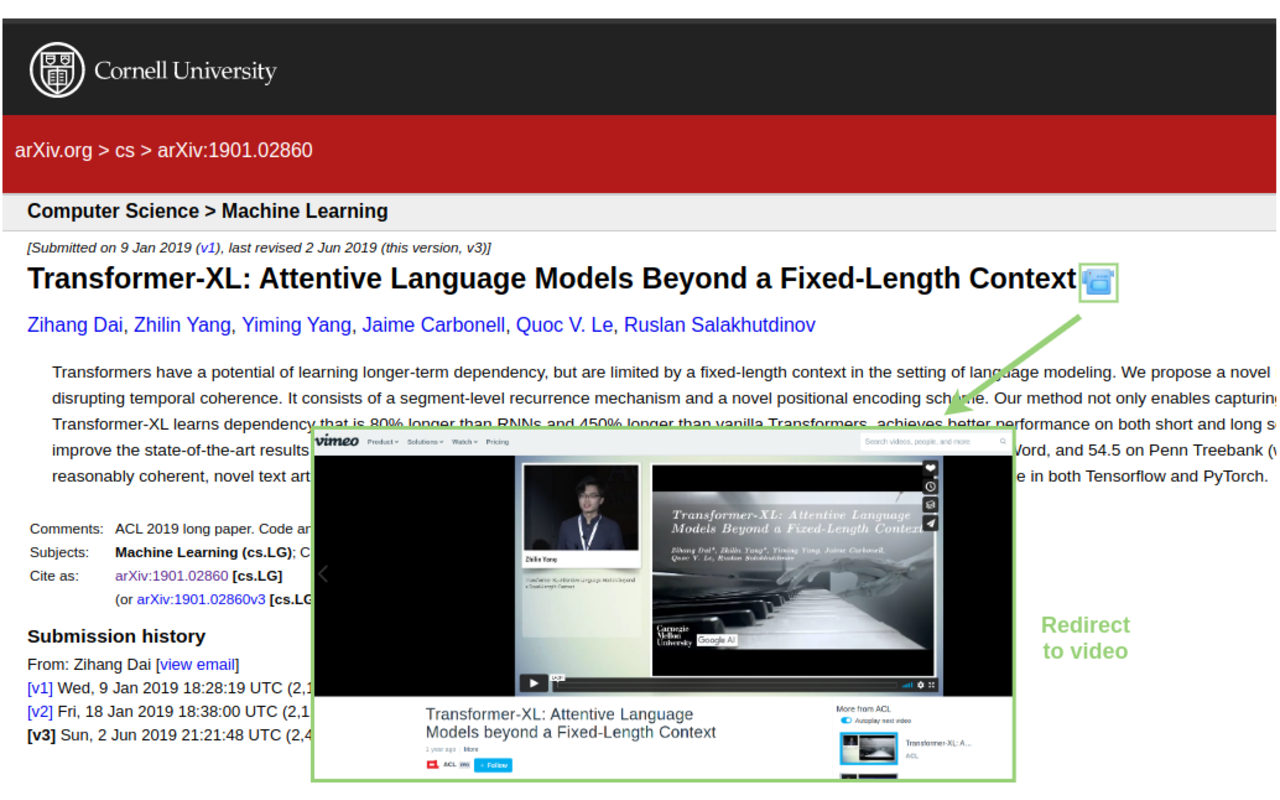 Cornell University
arXiv.org > cs > arXiv:1901.02860
Computer Science > Machine Learning
[Submitted on 9 Jan 2019 (v1), last revised 2 Jun 2019 (this version, v3)]
Transformer-XL: Attentive Language Models Beyond a Fixed-Length Context
Zihang Dai, Zhilin Yang, Yiming Yang, Jaime Carbonell, Quoc V. Le, Ruslan Salakhutdinov
Transformers have a potential of learning longer-term dependency, but are limited by a fixed-length context in the setting of language modeling. We propose a novel
disrupting temporal coherence. It consists of a segment-level recurrence mechanism and a novel positional encoding scheme. Our method not only enables capturing
Transformer-XL learns dependency that is 80% longer than RNNs and 450% longer than vanilla Transformers, achieves better performance on both short and long s
improve the state-of-the-art results Word, and 54.5 on Penn Treebank (w
reasonably coherent, novel text art e in both Tensorflow and PyTorch.
Comments: ACL 2019 long paper. Code an
Subjects: Machine Learning (cs.LG); C
Cite as: arXiv:1901.02860 [cs.LG]
(or arXiv:1901.02860v3 [cs.LG
Submission history
From: Zihang Dai [view email]
[v1] Wed, 9 Jan 2019 18:28:19 UTC (2,1
[v2] Fri, 18 Jan 2019 18:38:00 UTC (2,1
[v3] Sun, 2 Jun 2019 21:21:48 UTC (2,4
vimeo Product Solutions Watch Pricing Search videos, people, and more
Zhilin Yang
Transformer-XL: Attentive Language Models beyond
a Fixed-Length Context
Transformer-XL: Attentive Language
Models Beyond a Fixed-Length Context
Zihang Dai*, Zhilin Yang*, Yiming Yang, Jaime Carbonell,
Quoc V. Le, Ruslan Salakhutdinov
Carnegie
Mellon
University
Google AI
Transformer-XL: Attentive Language
Models beyond a Fixed-Length Context
1 year ago More
ACL PRO + Follow
More from ACL
Autoplay next video
Transformer-XL: A...
ACL
Redirect
to video